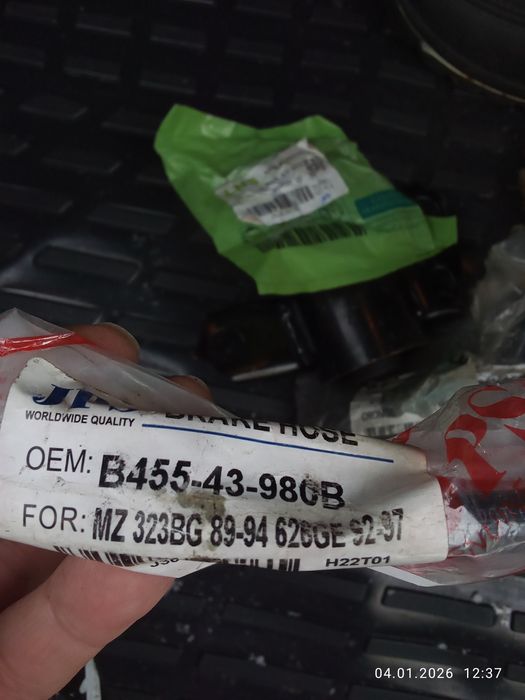 WORLDWIDE QUALITY
BRAKE HOSE
OEM: B455-43-980B
FOR: MZ 323BG 89-94 626GE 92-97
H22T01
04.01.2026 12:37